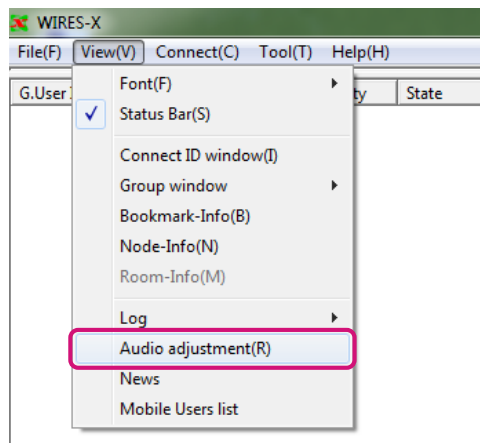 WIRES-X
File(F) View(V) Connect(C) Tool(T) Help(H)
G.User ty State
Font(F)
Status Bar(S)
Connect ID window(I)
Group window
Bookmark-Info(B)
Node-Info(N)
Room-Info(M)
Log
Audio adjustment(R)
News
Mobile Users list